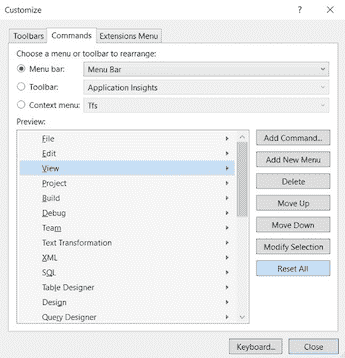 Customize
Toolbars Commands Extensions Menu
Choose a menu or toolbar to rearrange:
Menu bar: Menu Bar
Toolbar: Application Insights
Context menu: Tfs
Preview:
File
Edit
View
Project
Build
Debug
Team
Text Transformation
XML
SQL
Table Designer
Design
Query Designer
Add Command...
Add New Menu
Delete
Move Up
Move Down
Modify Selection
Reset All
Keyboard... Close